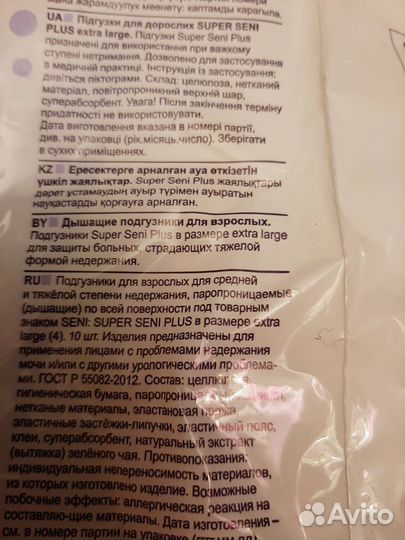 жана жарамдуулук мөөнөтү, каптамды карагыла.
UA Підгузки для дорослих SUPER SENI
PLUS extra large. Підгузки Super Seni Plus
призначені для використання при важкому
ступені нетримання. Дозволено для застосування
в медичній практиці. Інструкція із застосування:
дивіться піктограми. Склад: целюлоза, нетканий
матеріал, повітропроникний верхній шар,
суперабсорбент. Увага! Після закінчення терміну
придатності не використовувати.
Дата виготовлення вказана в номері партії,
див. на упаковці (рік.місяць.число). Зберігати
в сухих приміщеннях.
KZ Ересектерге арналған ауа өткізетін
үшкіл жаялықтар. Super Seni Plus жаялықтары
дәрет ұстамаудың ауыр түрімен ауыратын
науқастарды қорғауға арналған.
BY Дышащие подгузники для взрослых.
Подгузники Super Seni Plus в размере extra large
для защиты больных, страдающих тяжелой
формой недержания.
RU Подгузники для взрослых для средней
и тяжёлой степени недержания, паропроницаемые
(дышащие) по всей поверхности под товарным
знаком SENI: SUPER SENI PLUS в размере extra
large (4). 10 шт. Изделия предназначены для
применения лицами с проблемами недержания
мочи и/или с другими урологическими проблема-
ми. ГОСТ Р 55082-2012. Состав:
гигиеническая бумага,
нетканые материалы, эластановая пряжа,
эластичные застёжки-липучки, эластичный пояс,
клеи, суперабсорбент, натуральный экстракт
(вытяжка) зелёного чая. Противопоказания:
индивидуальная непереносимость материалов,
из которых изготовлено изделие. Возможные
побочные эффекты: аллергическая реакция на
составляю-щие материалы. Дата изготовления –
см. в номере партии на упаковке
Avito